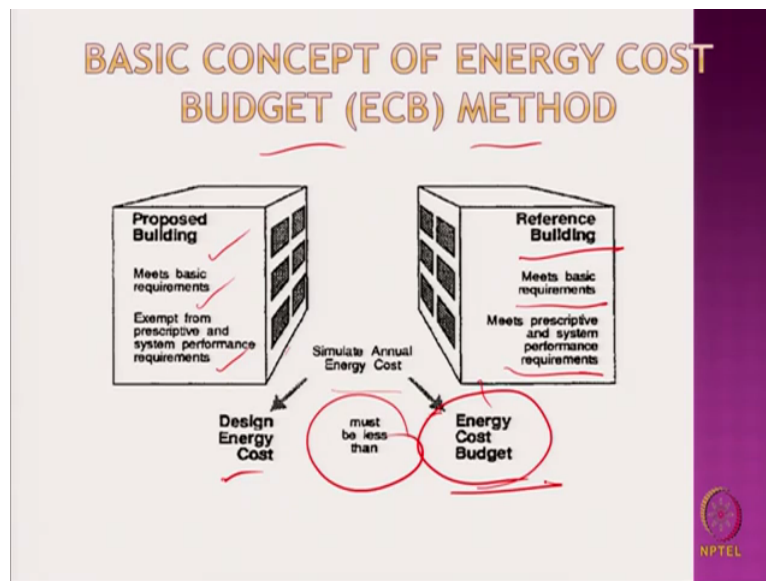 BASIC CONCEPT OF ENERGY COST
BUDGET (ECB) METHOD
Proposed
Building
Meets basic
requirements
Exempt from
prescriptive and
system performance
requirements
Reference
Building
Meets basic
requirements
Meets prescriptive
and system
performance
requirements
Simulate Annual
Energy Cost
Design
Energy
Cost
must
be less
than
Energy
Cost
Budget
NPTEL